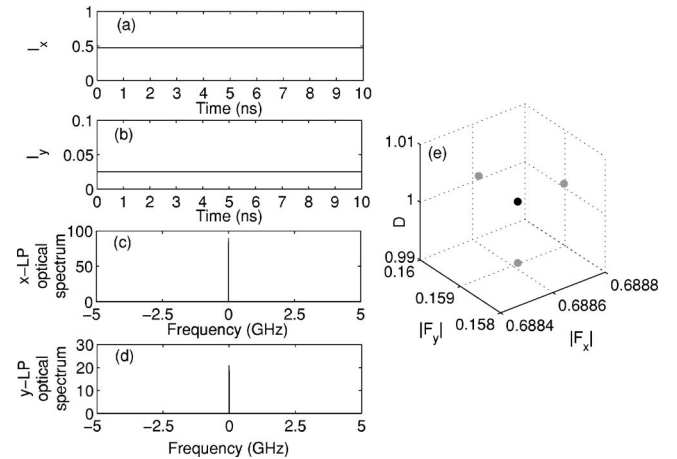 (a)
I_x
1
0.5
0
0 1 2 3 4 5 6 7 8 9 10
Time (ns)
(b)
I_y
0.1
0.05
0
0 1 2 3 4 5 6 7 8 9 10
Time (ns)
(c)
x-LP
optical
spectrum
100
50
0
-5 -2.5 0 2.5 5
Frequency (GHz)
(d)
y-LP
optical
spectrum
30
20
10
0
-5 -2.5 0 2.5 5
Frequency (GHz)
(e)
D
1.01
1
0.99
0.16
0.159
0.158
|F_y|
0.6884
0.6886
0.6888
|F_x|